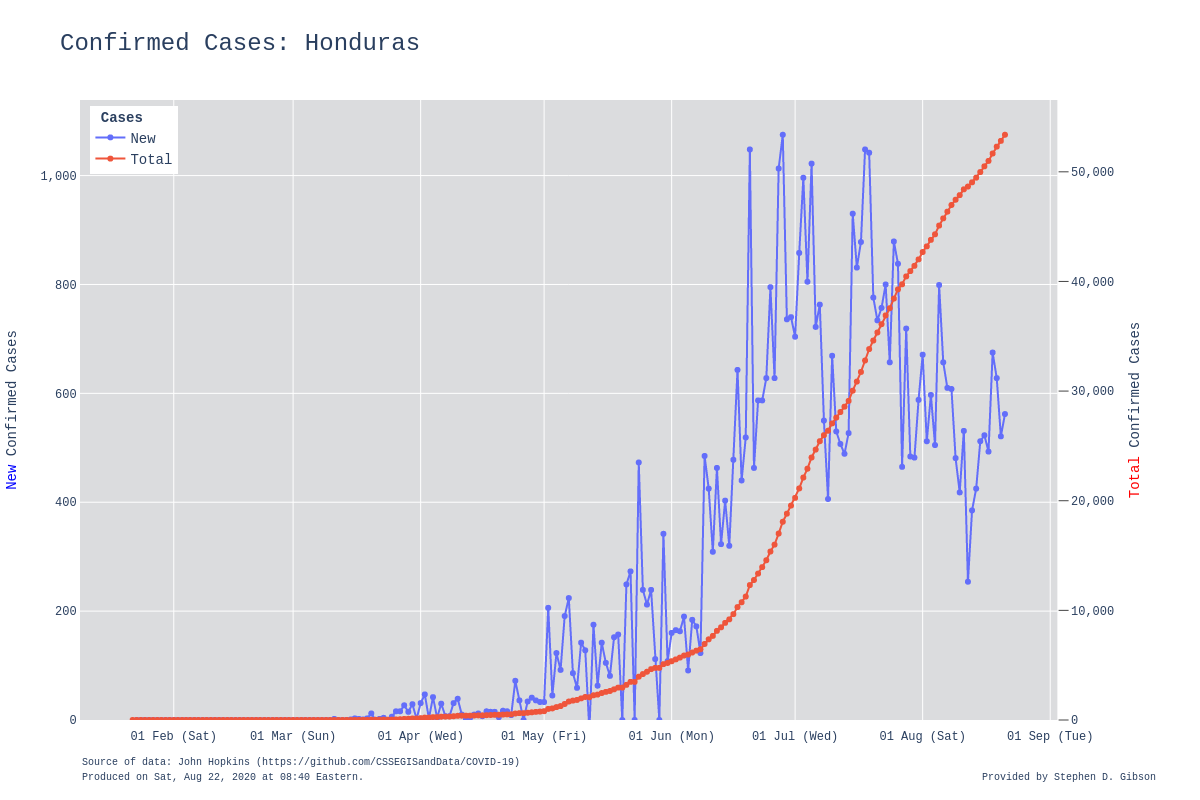 Confirmed Cases: Honduras
Cases
New
Total
1,000
800
600
400
200
0
50,000
40,000
30,000
20,000
10,000
0
New Confirmed Cases
Total Confirmed Cases
01 Feb (Sat)
01 Mar (Sun)
01 Apr (Wed)
01 May (Fri)
01 Jun (Mon)
01 Jul (Wed)
01 Aug (Sat)
01 Sep (Tue)
Source of data: John Hopkins (https://github.com/CSSEGISandData/COVID-19)
Produced on Sat, Aug 22, 2020 at 08:40 Eastern.
Provided by Stephen D. Gibson